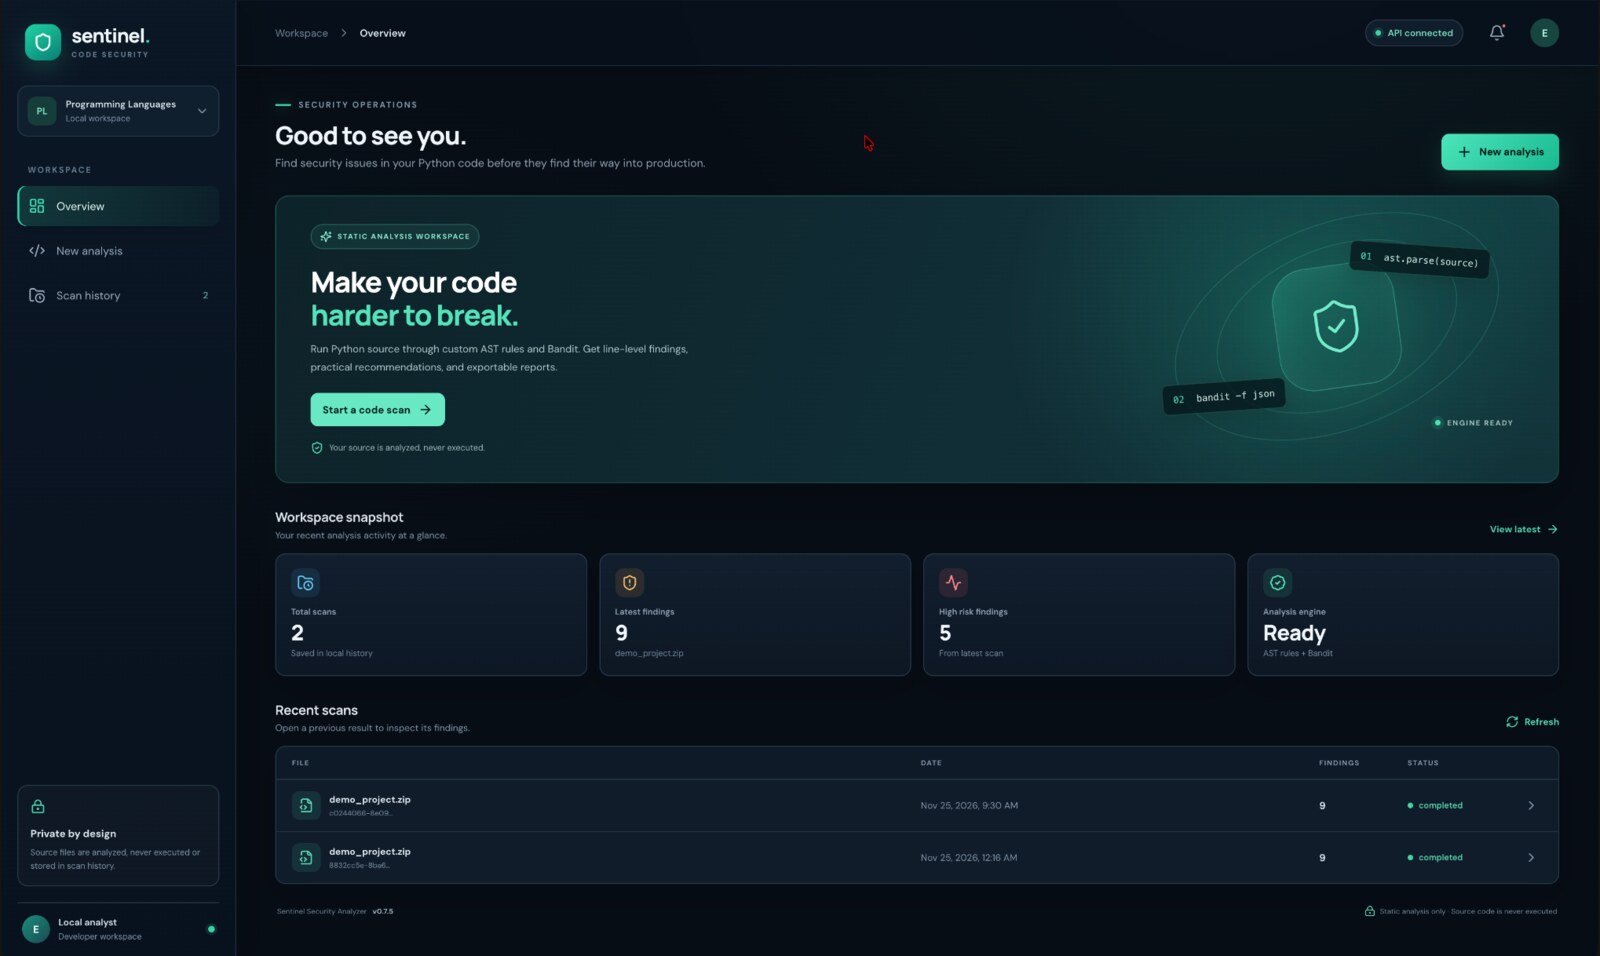 sentinel.
CODE SECURITY
PL
Programming Languages
Local workspace
WORKSPACE
Overview
New analysis
Scan history 2
Private by design
Source files are analyzed, never executed or
stored in scan history.
E
Local analyst
Developer workspace
Workspace > Overview
API connected
E
SECURITY OPERATIONS
Good to see you.
Find security issues in your Python code before they find their way into production.
+ New analysis
STATIC ANALYSIS WORKSPACE
Make your code
harder to break.
Run Python source through custom AST rules and Bandit. Get line-level findings,
practical recommendations, and exportable reports.
Start a code scan →
Your source is analyzed, never executed.
01 ast.parse(source)
02 bandit -f json
ENGINE READY
Workspace snapshot
Your recent analysis activity at a glance.
View latest →
Total scans
2
Saved in local history
Latest findings
9
demo_project.zip
High risk findings
5
From latest scan
Analysis engine
Ready
AST rules + Bandit
Recent scans
Open a previous result to inspect its findings.
Refresh
FILE DATE FINDINGS STATUS
demo_project.zip Nov 25, 2026, 9:30 AM 9 completed
c0244066-8e09…
demo_project.zip Nov 25, 2026, 12:16 AM 9 completed
8832cc5e-8ba6…
Sentinel Security Analyzer v0.7.5
Static analysis only · Source code is never executed